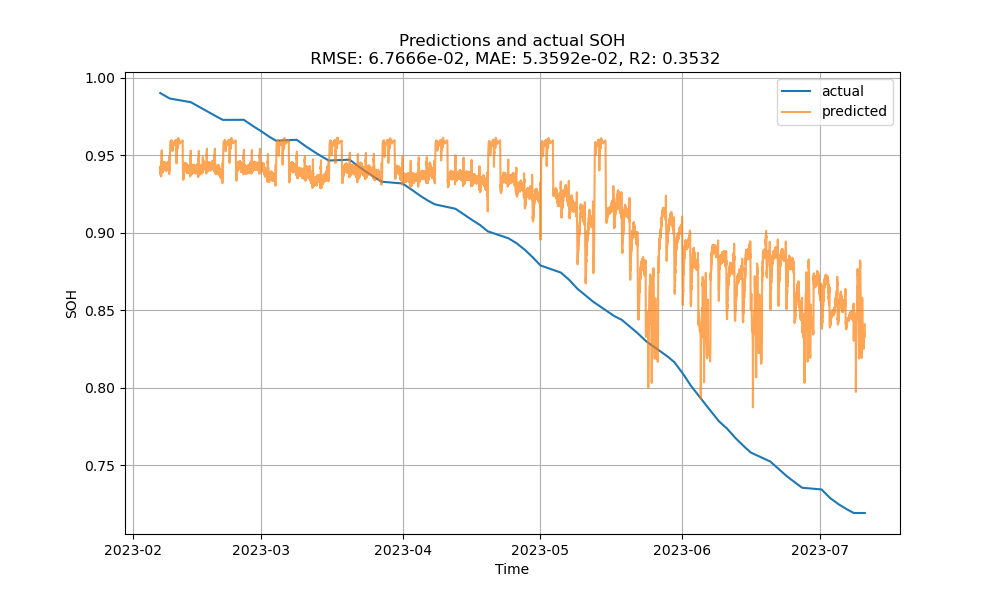 Predictions and actual SOH
RMSE: 6.7666e-02, MAE: 5.3592e-02, R2: 0.3532
actual
predicted
1.00
0.95
0.90
0.85
0.80
0.75
SOH
2023-02 2023-03 2023-04 2023-05 2023-06 2023-07
Time